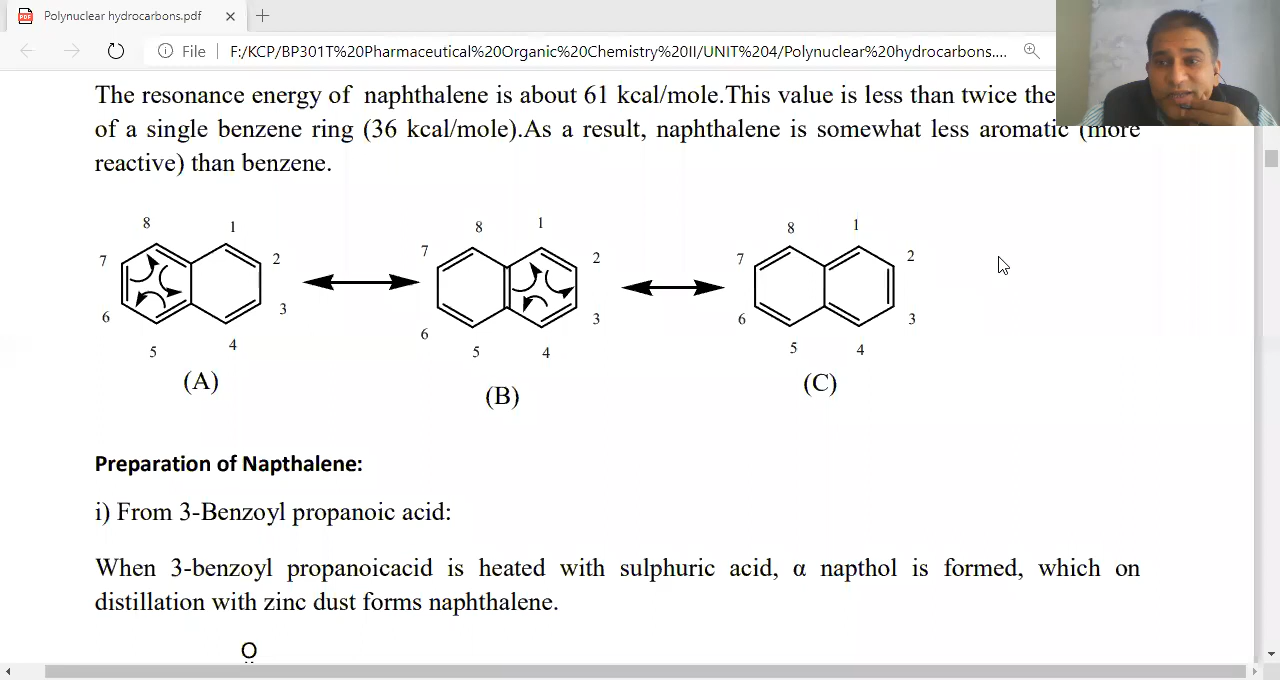 Polynuclear hydrocarbons.pdf
File F:/KCP/BP301T%20Pharmaceutical%20Organic%20Chemistry%20II/UNIT%204/Polynuclear%20hydrocarbons....
The resonance energy of naphthalene is about 61 kcal/mole.This value is less than twice the
of a single benzene ring (36 kcal/mole).As a result, naphthalene is somewhat less aromatic (more
reactive) than benzene.
8 1 8 1 8 1
7 2 7 2 7 2
6 3 6 3 6 3
5 4 5 4 5 4
(A) (B) (C)
Preparation of Napthalene:
i) From 3-Benzoyl propanoic acid:
When 3-benzoyl propanoicacid is heated with sulphuric acid, α napthol is formed, which on
distillation with zinc dust forms naphthalene.
O